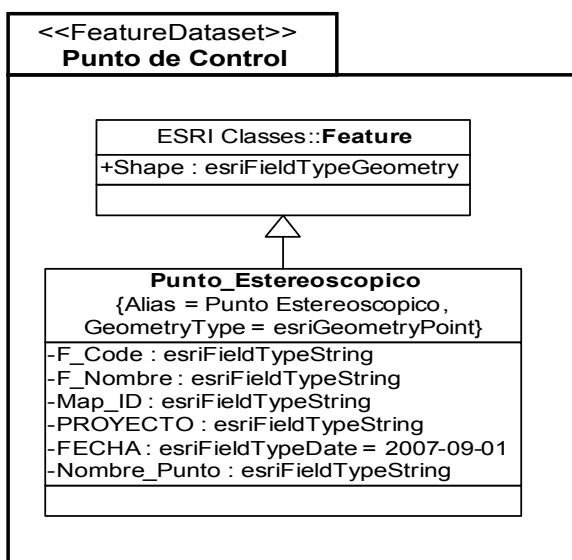 <<FeatureDataset>>
Punto de Control
ESRI Classes::Feature
+Shape : esriFieldTypeGeometry
Punto_Estereoscopico
{Alias = Punto Estereoscopico,
GeometryType = esriGeometryPoint}
-F_Code : esriFieldTypeString
-F_Nombre : esriFieldTypeString
-Map_ID : esriFieldTypeString
-PROYECTO : esriFieldTypeString
-FECHA : esriFieldTypeDate = 2007-09-01
-Nombre_Punto : esriFieldTypeString